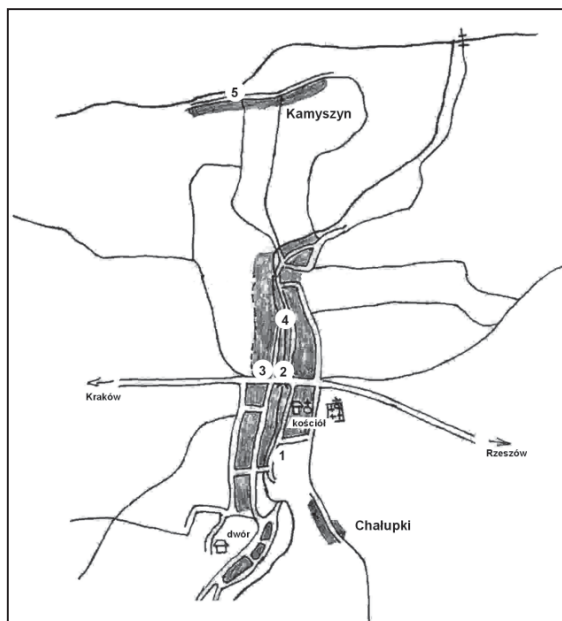 5
Kamyszyn
4
3
2
Kraków
kościół
Rzeszów
1
Chałupki
dwór